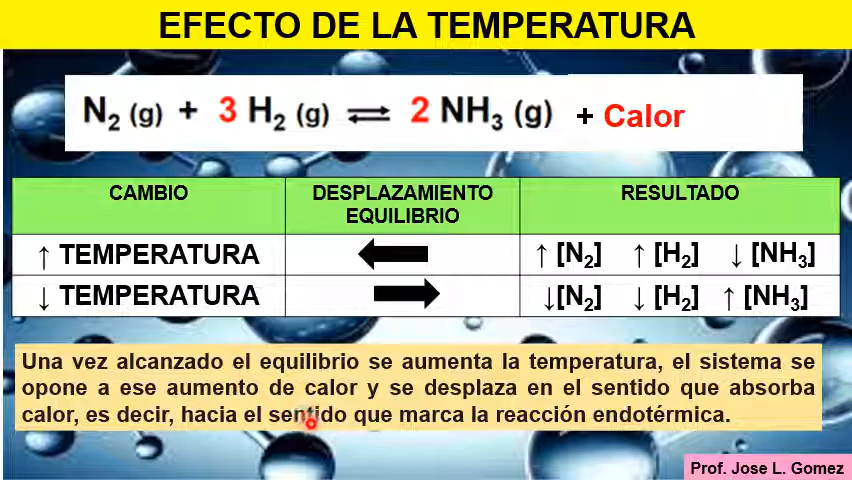 EFECTO DE LA TEMPERATURA
N₂ (g) + 3 H₂ (g) ⇌ 2 NH₃ (g) + Calor
CAMBIO DESPLAZAMIENTO EQUILIBRIO RESULTADO
↑ TEMPERATURA ← ↑ [N₂] ↑ [H₂] ↓ [NH₃]
↓ TEMPERATURA → ↓[N₂] ↓ [H₂] ↑ [NH₃]
Una vez alcanzado el equilibrio se aumenta la temperatura, el sistema se
opone a ese aumento de calor y se desplaza en el sentido que absorba
calor, es decir, hacia el sentido que marca la reacción endotérmica.
Prof. Jose L. Gomez